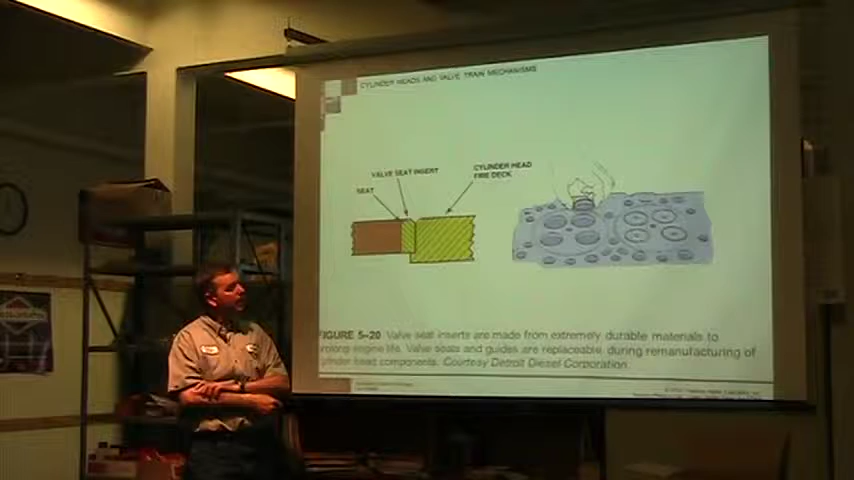 CYLINDER HEADS AND VALVE TRAIN MECHANISMS
VALVE SEAT INSERT
CYLINDER HEAD
FIRE DECK
SEAT
FIGURE 5-20 Valve seat inserts are made from extremely durable materials to
prolong engine life. Valve seats and guides are replaceable during remanufacturing of
cylinder head components. Courtesy Detroit Diesel Corporation.